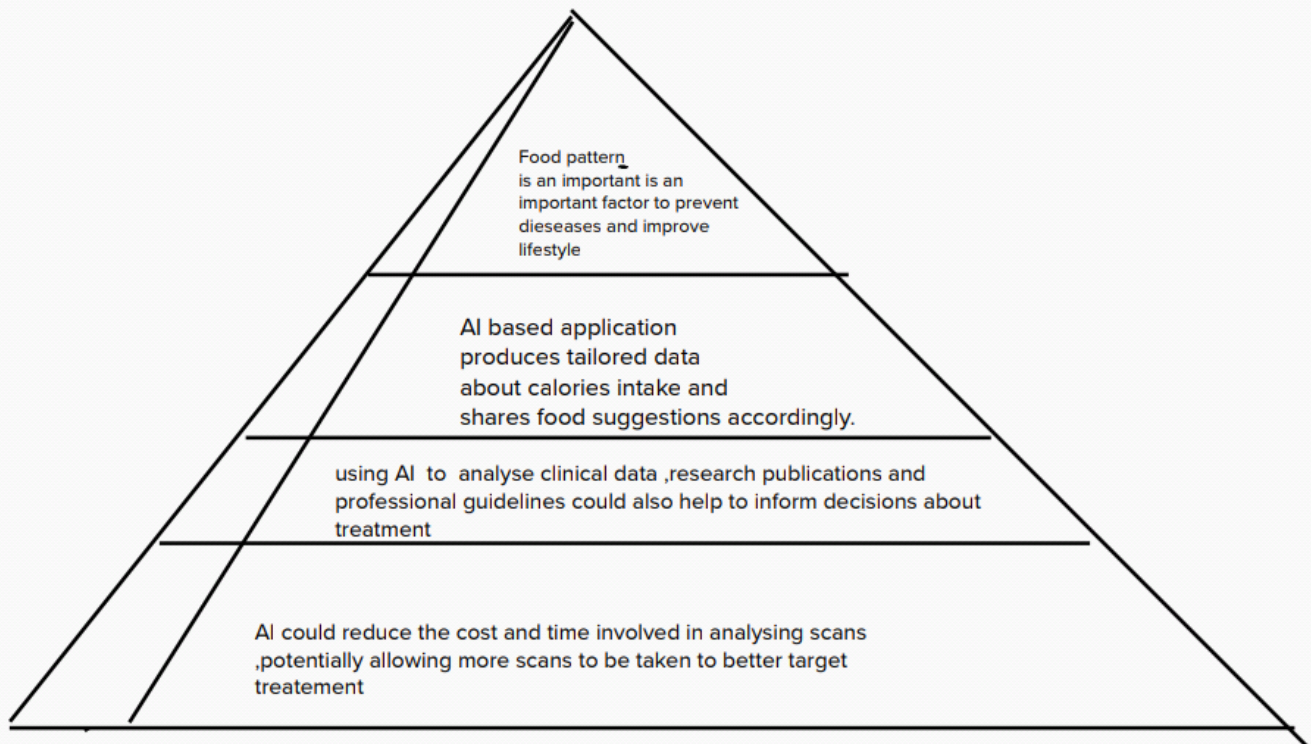 Food pattern
is an important is an
important factor to prevent
dieseases and improve
lifestyle
AI based application
produces tailored data
about calories intake and
shares food suggestions accordingly.
using AI to analyse clinical data ,research publications and
professional guidelines could also help to inform decisions about
treatment
AI could reduce the cost and time involved in analysing scans
,potentially allowing more scans to be taken to better target
treatement